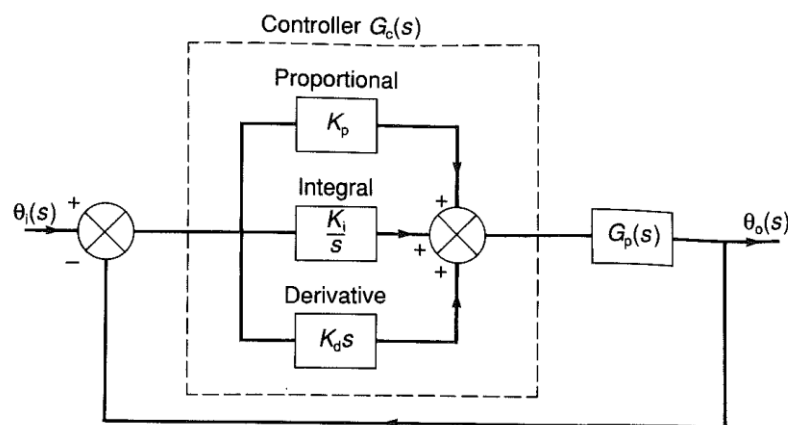 Controller G_c(s)
Proportional
K_p
Integral
θ_i(s) + K_i/s + + G_p(s) θ_o(s)
−
+
Derivative
K_d s